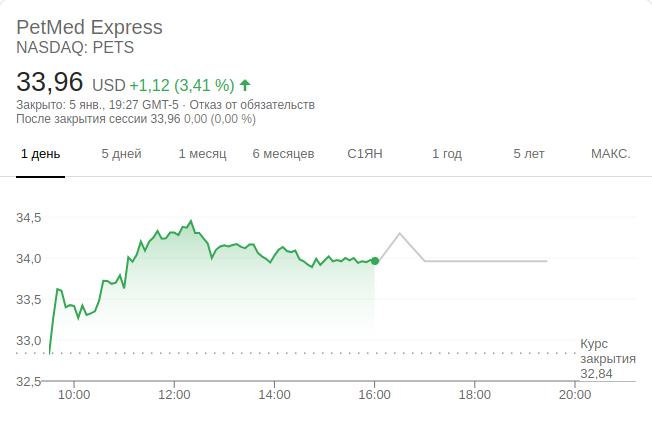 PetMed Express
NASDAQ: PETS
33,96 USD +1,12 (3,41 %)
Закрыто: 5 янв., 19:27 GMT-5 · Отказ от обязательств
После закрытия сессии 33,96 0,00 (0,00 %)
1 день 5 дней 1 месяц 6 месяцев С1ЯН 1 год 5 лет МАКС.
34,5
34,0
33,5
33,0
Курс
закрытия
32,84
32,5
10:00 12:00 14:00 16:00 18:00 20:00